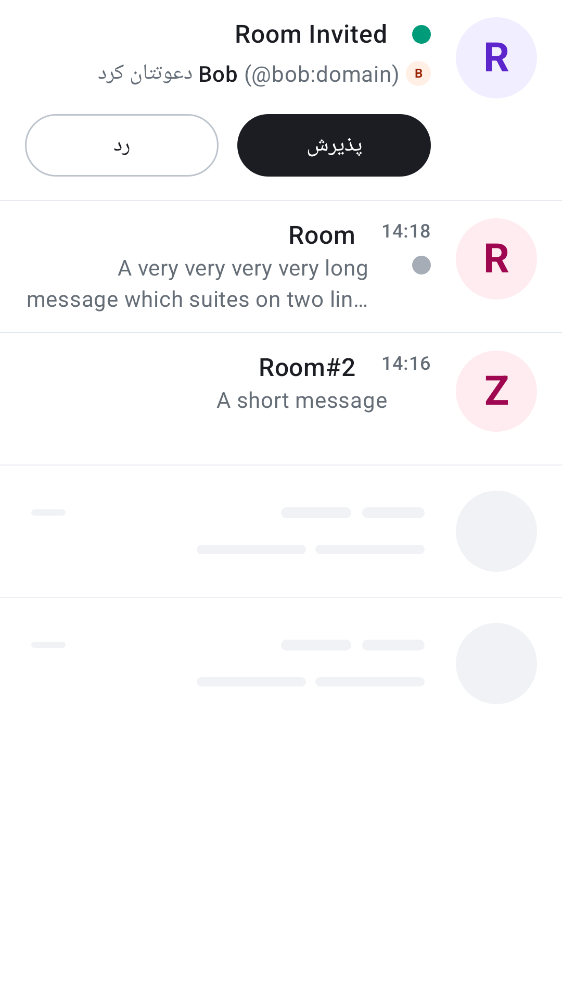 R
Room Invited
B Bob (@bob:domain) دعوتتان کرد
پذیرش
رد
R
Room 14:18
A very very very very long
message which suites on two lin…
Z
Room#2 14:16
A short message